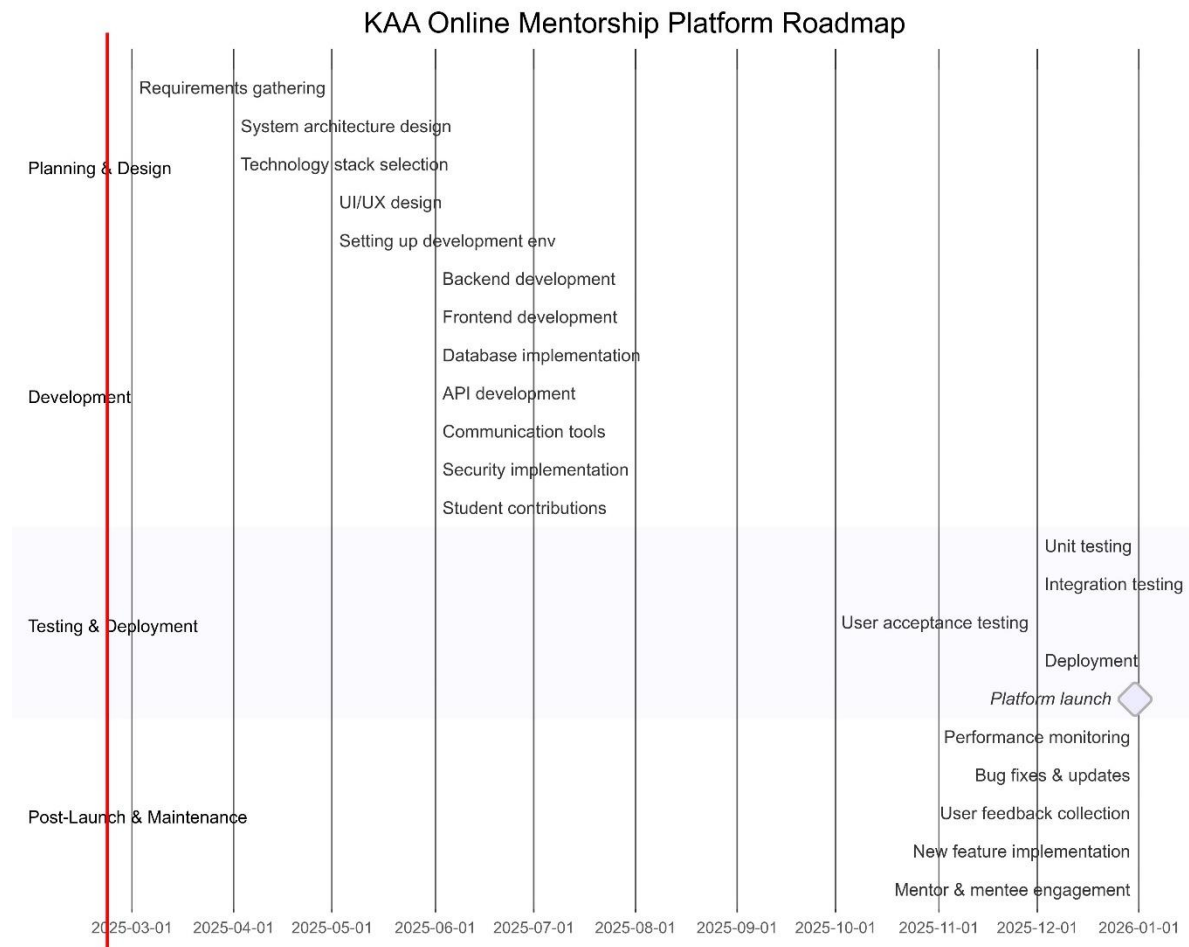 KAA Online Mentorship Platform Roadmap
Requirements gathering
System architecture design
Planning & Design
Technology stack selection
UI/UX design
Setting up development env
Backend development
Frontend development
Database implementation
Development
API development
Communication tools
Security implementation
Student contributions
Unit testing
Integration testing
Testing & Deployment
User acceptance testing
Deployment
Platform launch
Performance monitoring
Bug fixes & updates
Post-Launch & Maintenance
User feedback collection
New feature implementation
Mentor & mentee engagement
2025-03-01 2025-04-01 2025-05-01 2025-06-01 2025-07-01 2025-08-01 2025-09-01 2025-10-01 2025-11-01 2025-12-01 2026-01-01